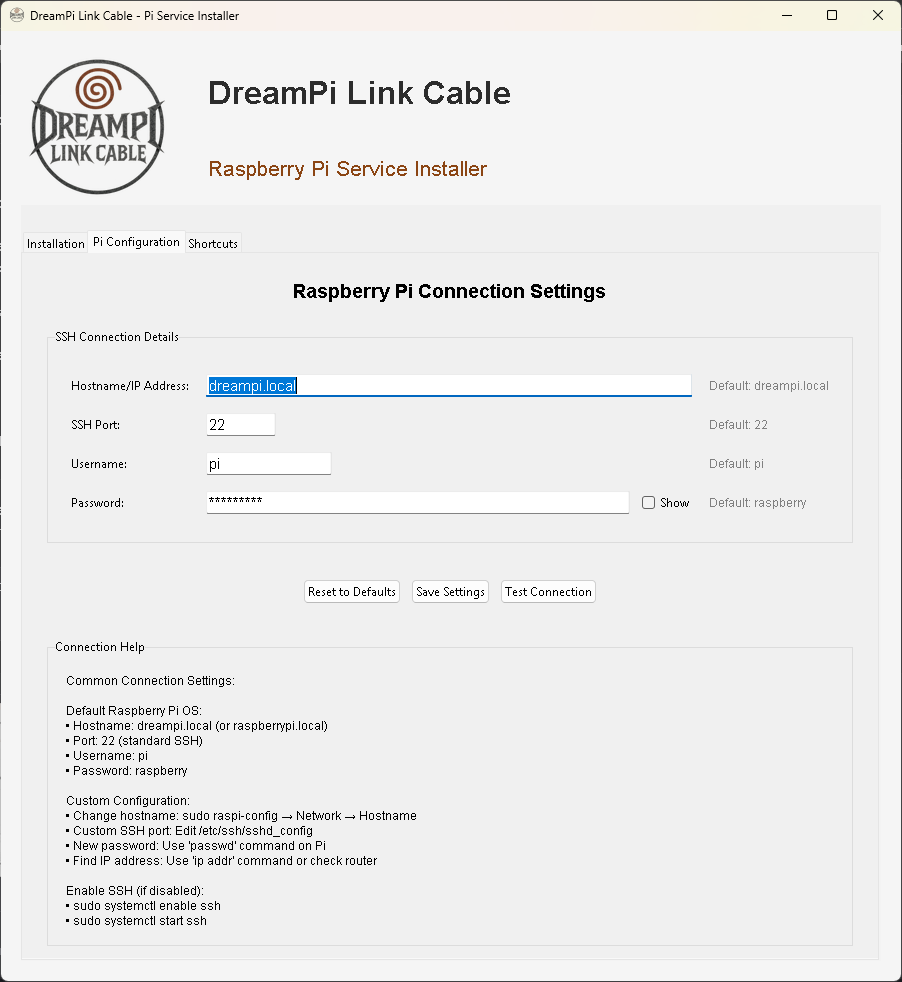 DreamPi Link Cable - Pi Service Installer
DREAMPI
LINK CABLE
DreamPi Link Cable
Raspberry Pi Service Installer
Installation Pi Configuration Shortcuts
Raspberry Pi Connection Settings
SSH Connection Details
Hostname/IP Address: dreampi.local Default: dreampi.local
SSH Port: 22 Default: 22
Username: pi Default: pi
Password: ********* Show Default: raspberry
Reset to Defaults Save Settings Test Connection
Connection Help
Common Connection Settings:
Default Raspberry Pi OS:
• Hostname: dreampi.local (or raspberrypi.local)
• Port: 22 (standard SSH)
• Username: pi
• Password: raspberry
Custom Configuration:
• Change hostname: sudo raspi-config → Network → Hostname
• Custom SSH port: Edit /etc/ssh/sshd_config
• New password: Use 'passwd' command on Pi
• Find IP address: Use 'ip addr' command or check router
Enable SSH (if disabled):
• sudo systemctl enable ssh
• sudo systemctl start ssh